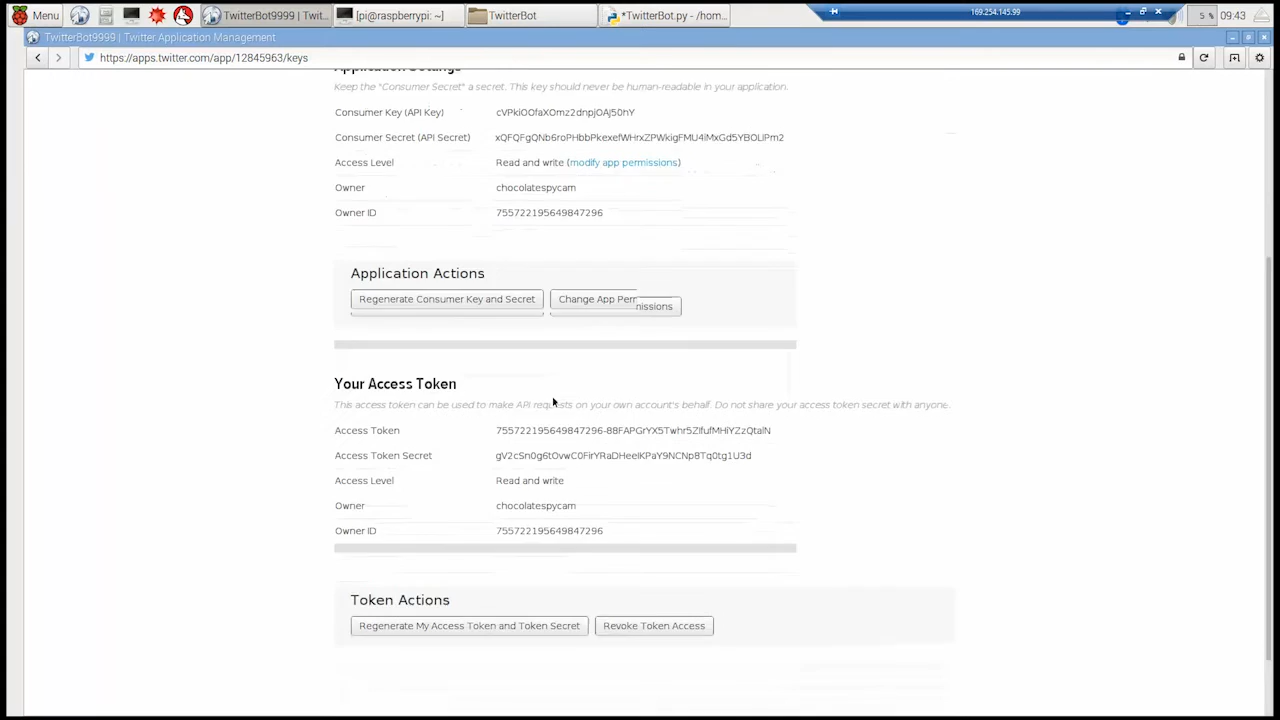 Menu
TwitterBot9999 | Twit...
[pi@raspberrypi: ~]
TwitterBot
*TwitterBot.py - /hom...
169.254.145.99
5 %
09:43
TwitterBot9999 | Twitter Application Management
https://apps.twitter.com/app/12845963/keys
Application Settings
Keep the "Consumer Secret" a secret. This key should never be human-readable in your application.
Consumer Key (API Key)
Consumer Secret (API Secret)
Access Level Read and write (modify app permissions)
Owner chocolatespycam
Owner ID 755722195649847296
Application Actions
Regenerate Consumer Key and Secret
Change App Permissions
Your Access Token
This access token can be used to make API requests on your own account's behalf. Do not share your access token secret with anyone.
Access Token
Access Token Secret
Access Level Read and write
Owner chocolatespycam
Owner ID 755722195649847296
Token Actions
Regenerate My Access Token and Token Secret
Revoke Token Access